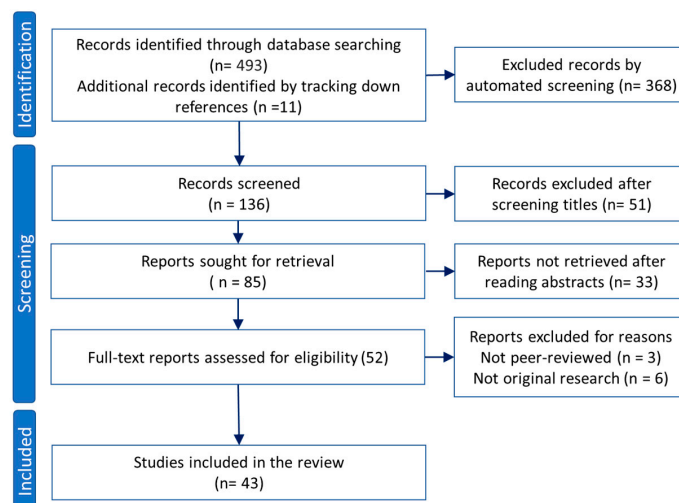 Identification
Records identified through database searching
(n= 493)
Additional records identified by tracking down
references (n =11)
Excluded records by
automated screening (n= 368)
Screening
Records screened
(n = 136)
Records excluded after
screening titles (n= 51)
Reports sought for retrieval
( n = 85)
Reports not retrieved after
reading abstracts (n= 33)
Full-text reports assessed for eligibility (52)
Reports excluded for reasons
Not peer-reviewed (n = 3)
Not original research (n = 6)
Included
Studies included in the review
(n= 43)